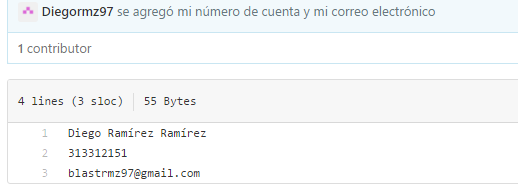 Diegormz97 se agregó mi número de cuenta y mi correo electrónico
1 contributor
4 lines (3 sloc) 55 Bytes
1 Diego Ramírez Ramírez
2 313312151
3 blastrmz97@gmail.com